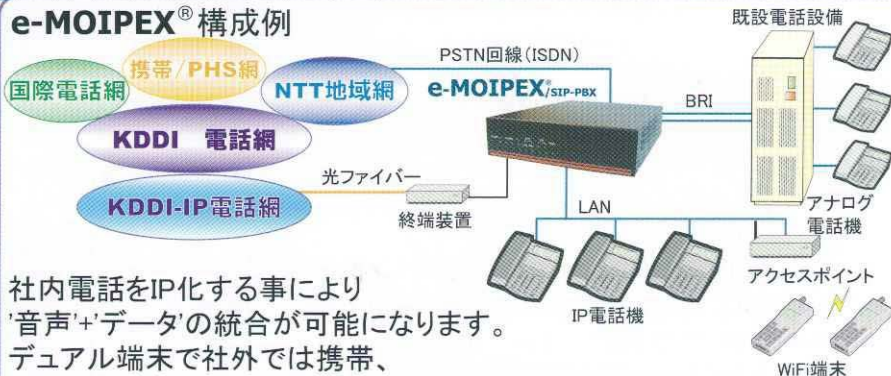 e-MOIPEX® 構成例
既設電話設備
携帯/PHS網
PSTN回線(ISDN)
国際電話網
NTT地域網
e-MOIPEX/SIP-PBX
BRI
KDDI 電話網
光ファイバー
KDDI-IP電話網
終端装置
LAN
アナログ
電話機
アクセスポイント
IP電話機
WiFi端末
社内電話をIP化する事により
'音声'+'データ'の統合が可能になります。
デュアル端末で社外では携帯、